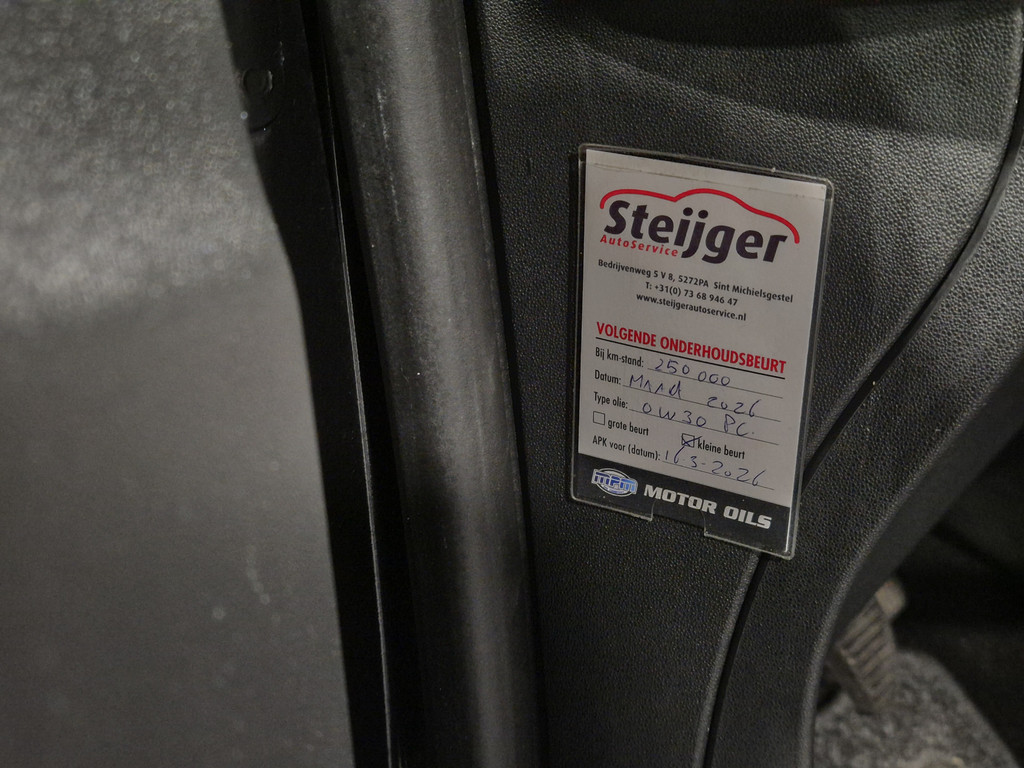 Steijger
AutoService
Bedrijvenweg 5 V 8, 5272PA Sint Michielsgestel
T: +31(0) 73 68 946 47
www.steijgerautoservice.nl
VOLGENDE ONDERHOUDSBEURT
Bij km-stand: 250 000
Datum: Maart 2026
Type olie: 0W30 PC.
grote beurt kleine beurt
APK voor (datum): 3-2026
mpm MOTOR OILS